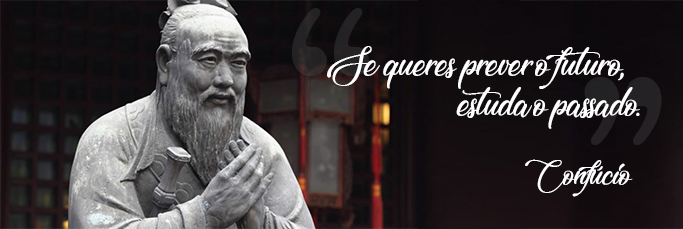 “Se queres prever o futuro,
estuda o passado.”
Confúcio